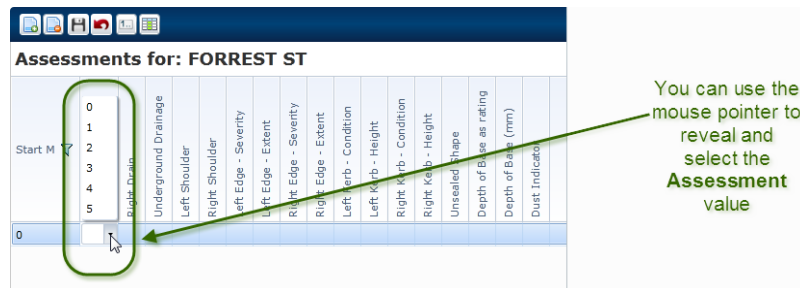 Assessments for: FORREST ST
Start M
0
1
2
3
4
5
Right Drain
Underground Drainage
Left Shoulder
Right Shoulder
Left Edge - Severity
Left Edge - Extent
Right Edge - Severity
Right Edge - Extent
Left Kerb - Condition
Left Kerb - Height
Right Kerb - Condition
Right Kerb - Height
Unsealed Shape
Depth of Base as rating
Depth of Base (mm)
Dust Indicator
0
You can use the
mouse pointer to
reveal and
select the
Assessment
value